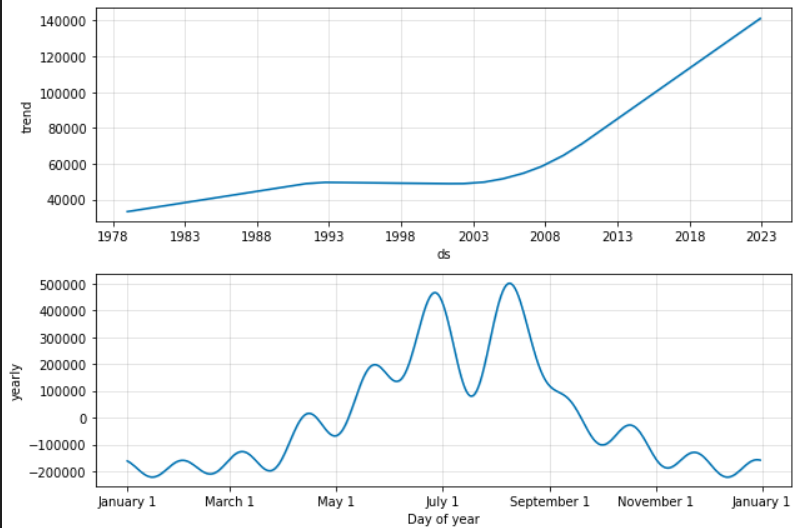 140000
120000
100000
80000
60000
40000
trend
1978 1983 1988 1993 1998 2003 2008 2013 2018 2023
ds
500000
400000
300000
200000
100000
0
−100000
−200000
yearly
January 1 March 1 May 1 July 1 September 1 November 1 January 1
Day of year